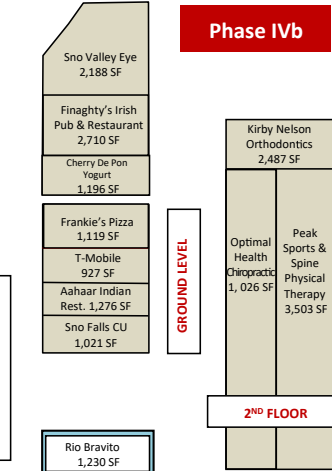 Phase IVb
Sno Valley Eye
2,188 SF
Finaghty's Irish
Pub & Restaurant
2,710 SF
Cherry De Pon
Yogurt
1,196 SF
Frankie's Pizza
1,119 SF
T-Mobile
927 SF
Aahaar Indian
Rest. 1,276 SF
Sno Falls CU
1,021 SF
Rio Bravito
1,230 SF
GROUND LEVEL
Kirby Nelson
Orthodontics
2,487 SF
Optimal
Health
Chiropractic
1, 026 SF
Peak
Sports &
Spine
Physical
Therapy
3,503 SF
2ND FLOOR